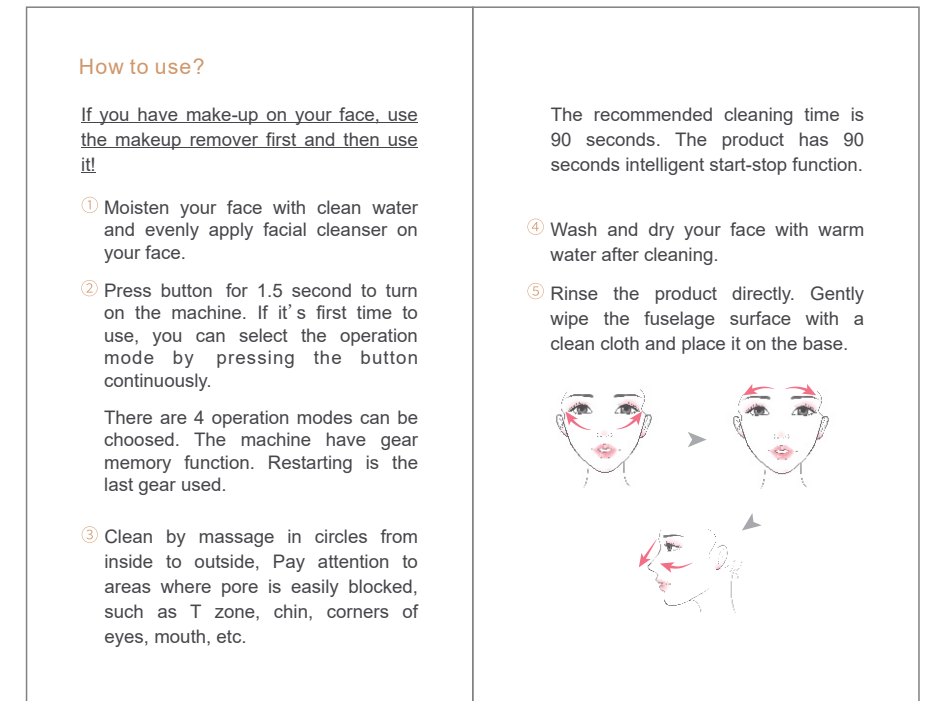 How to use?
If you have make-up on your face, use
the makeup remover first and then use
it!
① Moisten your face with clean water
and evenly apply facial cleanser on
your face.
② Press button for 1.5 second to turn
on the machine. If it’s first time to
use, you can select the operation
mode by pressing the button
continuously.
There are 4 operation modes can be
choosed. The machine have gear
memory function. Restarting is the
last gear used.
③ Clean by massage in circles from
inside to outside, Pay attention to
areas where pore is easily blocked,
such as T zone, chin, corners of
eyes, mouth, etc.
The recommended cleaning time is
90 seconds. The product has 90
seconds intelligent start-stop function.
④ Wash and dry your face with warm
water after cleaning.
⑤ Rinse the product directly. Gently
wipe the fuselage surface with a
clean cloth and place it on the base.